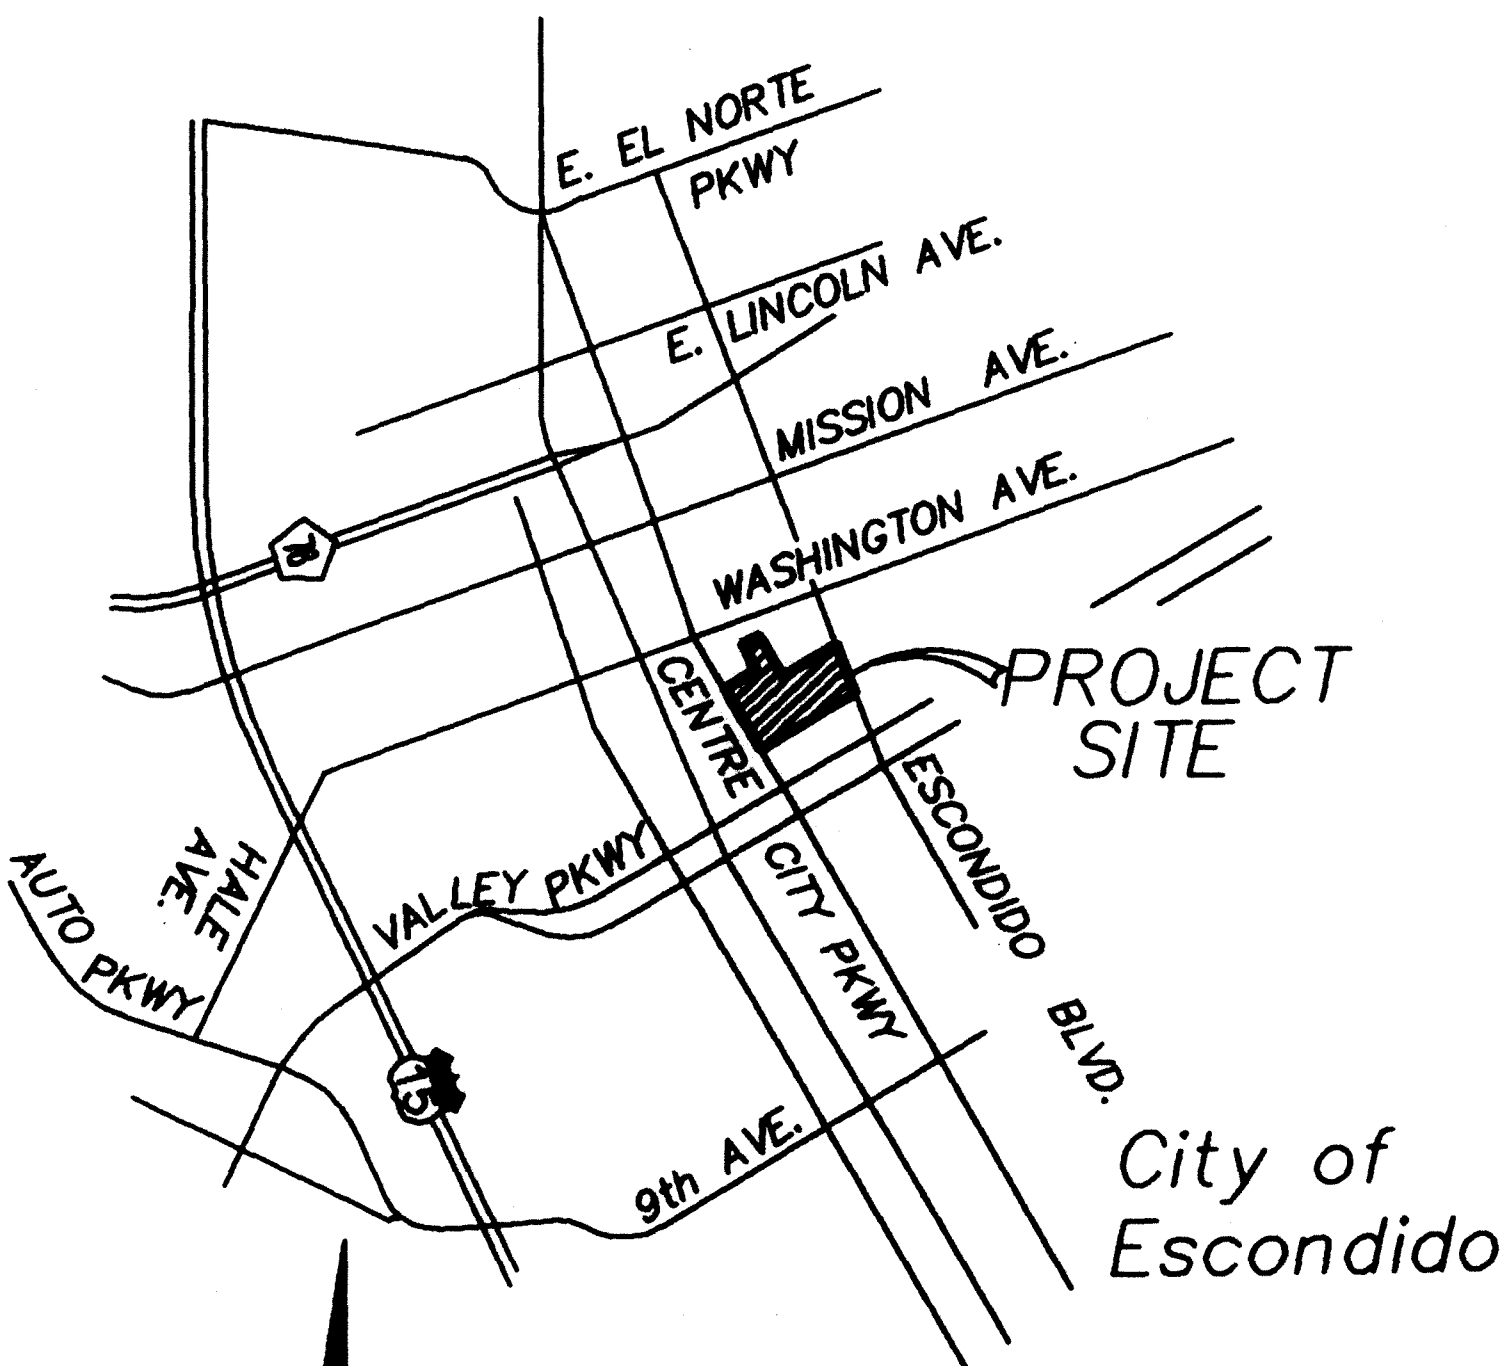 E. EL NORTE
PKWY
E. LINCOLN AVE.
MISSION AVE.
WASHINGTON AVE.
78
PROJECT
SITE
CENTRE
CITY PKWY
ESCONDIDO BLVD.
HALE
AVE.
AUTO PKWY
VALLEY PKWY
15
9th AVE.
City of
Escondido